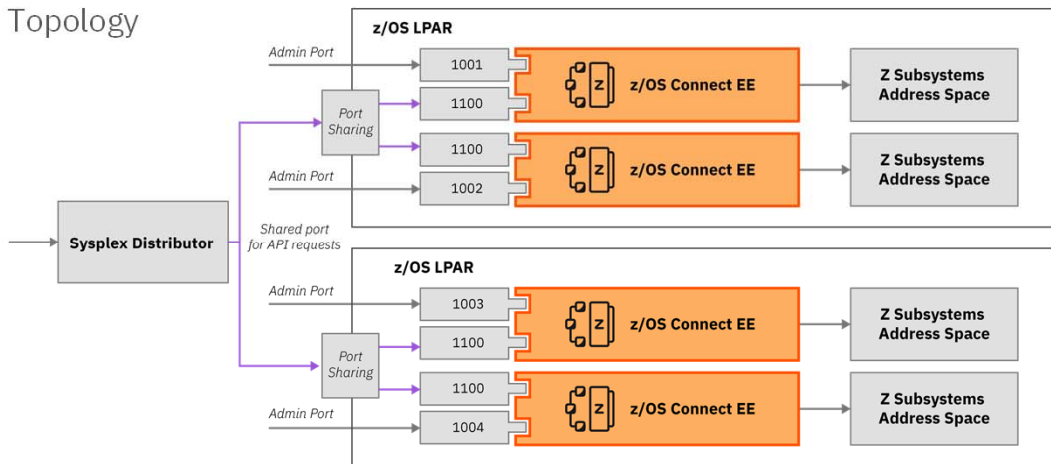 Topology
z/OS LPAR
Admin Port
1001
Z
z/OS Connect EE
Z Subsystems
Address Space
Port
Sharing
1100
1100
Z
z/OS Connect EE
Z Subsystems
Address Space
Admin Port
1002
Sysplex Distributor
Shared port
for API requests
z/OS LPAR
Admin Port
1003
Z
z/OS Connect EE
Z Subsystems
Address Space
Port
Sharing
1100
1100
Z
z/OS Connect EE
Z Subsystems
Address Space
Admin Port
1004